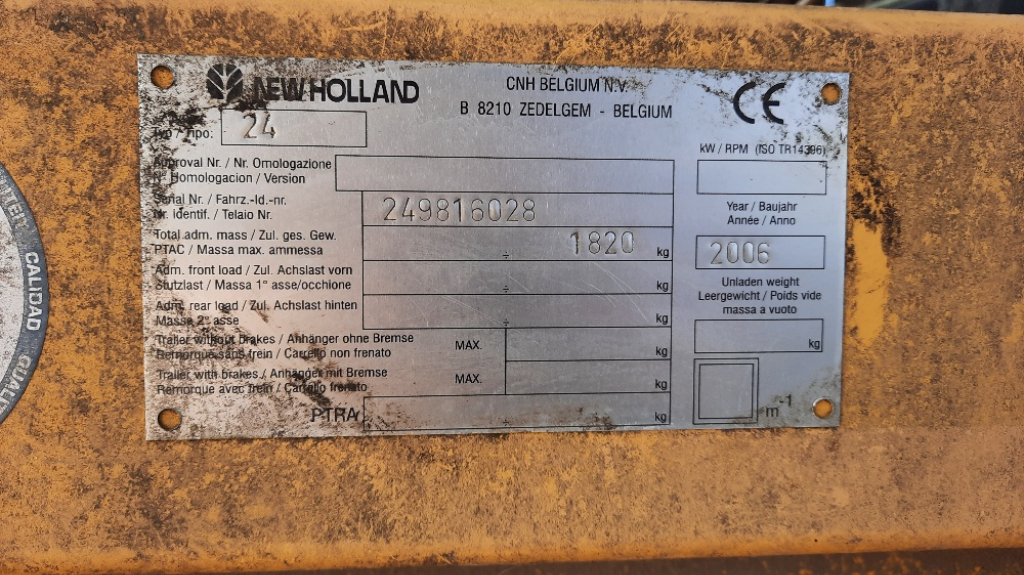 NEW HOLLAND
CNH BELGIUM N.V.
B 8210 ZEDELGEM - BELGIUM
CE
Typ / Tipo: 24
kW / RPM (ISO TR14396)
Approval Nr. / Nr. Omologazione
N° Homologacion / Version
Serial Nr. / Fahrz.-Id.-nr.
Nr. Identif. / Telaio Nr.
249816028
Year / Baujahr
Année / Anno
2006
Total adm. mass / Zul. ges. Gew.
PTAC / Massa max. ammessa
÷ 1820 kg
Adm. front load / Zul. Achslast vorn
Stutzlast / Massa 1° asse/occhione
÷ kg
Unladen weight
Leergewicht / Poids vide
massa a vuoto
kg
Adm. rear load / Zul. Achslast hinten
Masse 2° asse
÷ kg
Trailer without brakes / Anhänger ohne Bremse
Remorque sans frein / Carrello non frenato
MAX. kg
Trailer with brakes / Anhänger mit Bremse
Remorque avec frein / Carrello frenato
MAX. kg
PTRA ÷ kg
m-1
CALIDAD